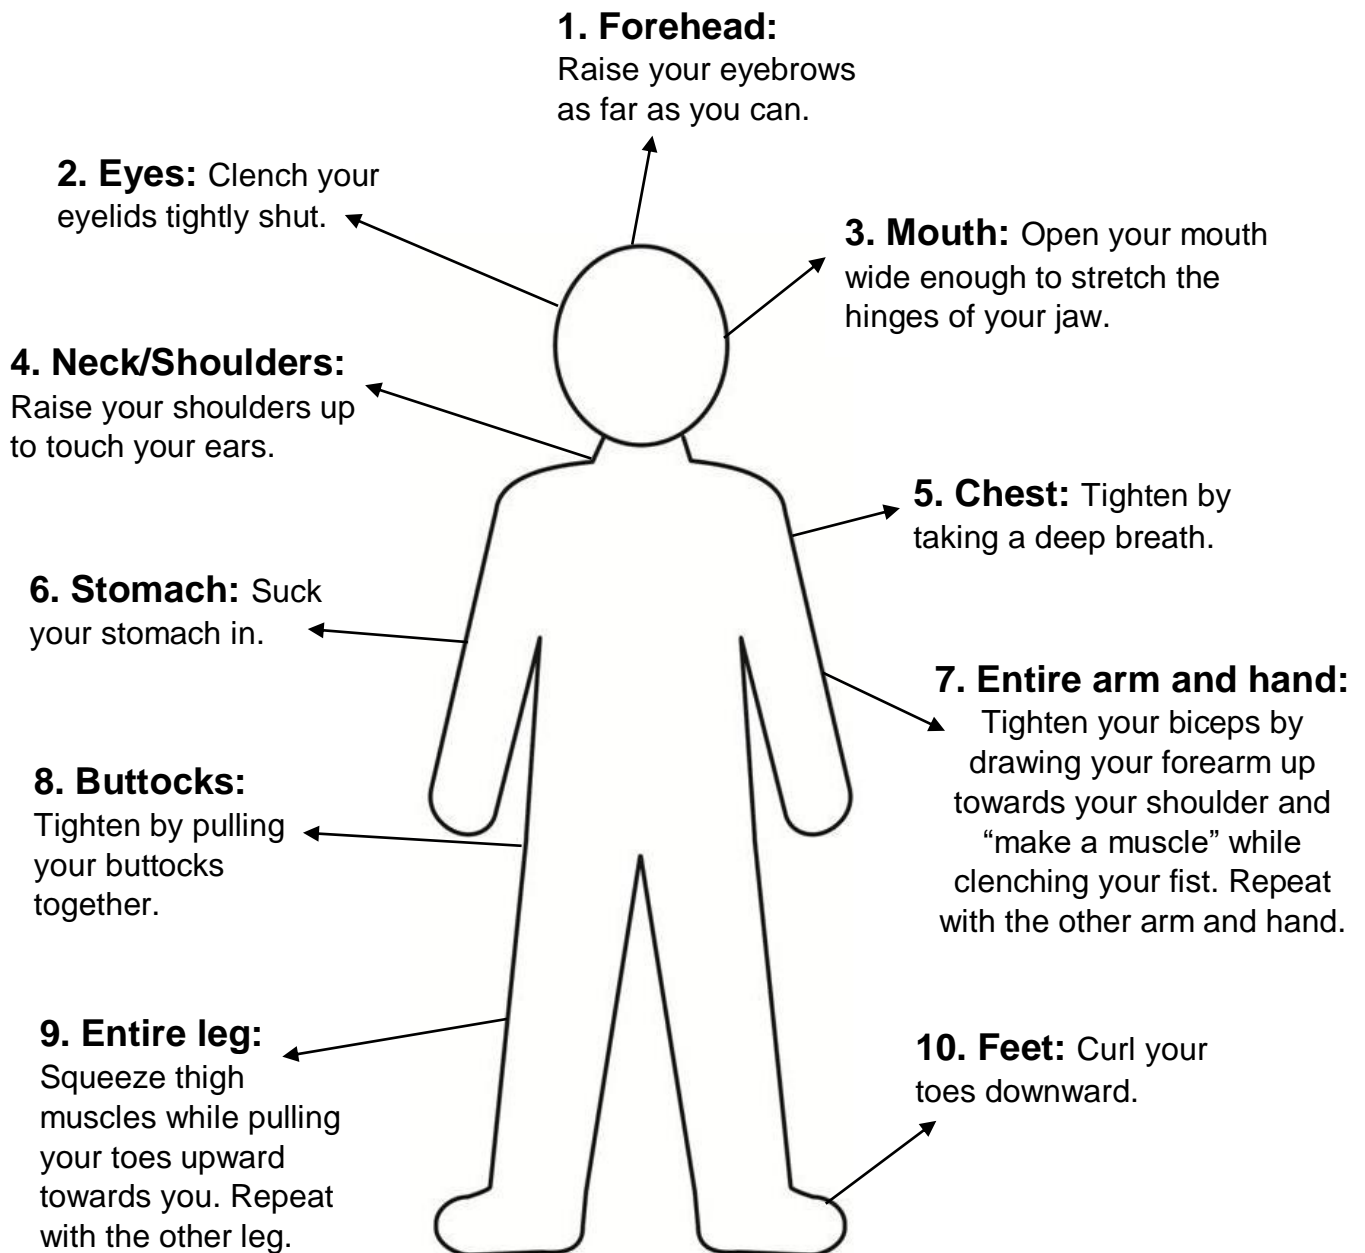 1. Forehead:
Raise your eyebrows
as far as you can.
2. Eyes: Clench your
eyelids tightly shut.
3. Mouth: Open your mouth
wide enough to stretch the
hinges of your jaw.
4. Neck/Shoulders:
Raise your shoulders up
to touch your ears.
5. Chest: Tighten by
taking a deep breath.
6. Stomach: Suck
your stomach in.
7. Entire arm and hand:
Tighten your biceps by
drawing your forearm up
towards your shoulder and
“make a muscle” while
clenching your fist. Repeat
with the other arm and hand.
8. Buttocks:
Tighten by pulling
your buttocks
together.
9. Entire leg:
Squeeze thigh
muscles while pulling
your toes upward
towards you. Repeat
with the other leg.
10. Feet: Curl your
toes downward.